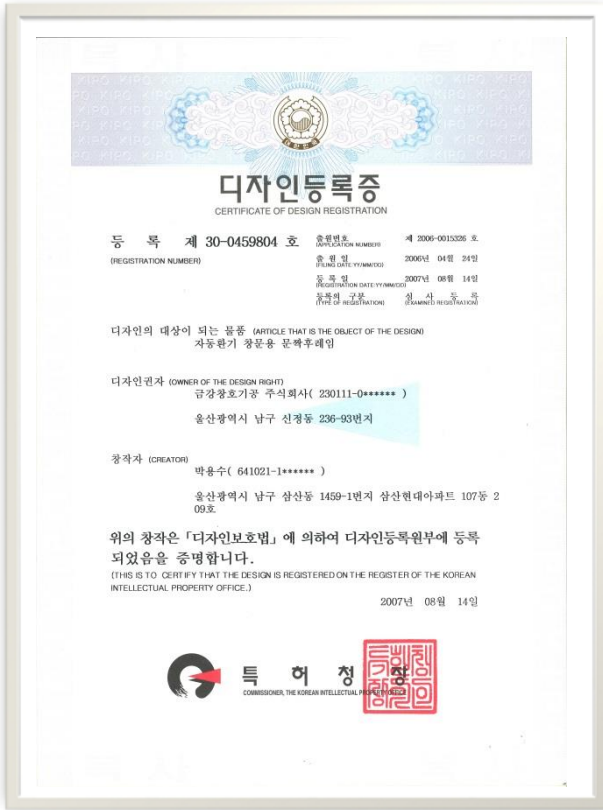 디자인등록증
CERTIFICATE OF DESIGN REGISTRATION
등 록 제 30-0459804 호
(REGISTRATION NUMBER)
출원번호 제 2006-0015326 호
(APPLICATION NUMBER)
출 원 일 2006년 04월 24일
(FILING DATE:YY/MM/DD)
등 록 일 2007년 08월 14일
(REGISTRATION DATE:YY/MM/DD)
등록의 구분 심 사 등 록
(TYPE OF REGISTRATION) (EXAMINED REGISTRATION)
디자인의 대상이 되는 물품 (ARTICLE THAT IS THE OBJECT OF THE DESIGN)
자동환기 창문용 문짝후레임
디자인권자 (OWNER OF THE DESIGN RIGHT)
금강창호기공 주식회사( 230111-0****** )
울산광역시 남구 신정동 236-93번지
창작자 (CREATOR)
박용수( 641021-1****** )
울산광역시 남구 삼산동 1459-1번지 삼산현대아파트 107동 2
09호
위의 창작은 「디자인보호법」에 의하여 디자인등록원부에 등록
되었음을 증명합니다.
(THIS IS TO CERTIFY THAT THE DESIGN IS REGISTERED ON THE REGISTER OF THE KOREAN
INTELLECTUAL PROPERTY OFFICE.)
2007년 08월 14일
특 허 청 장
COMMISSIONER, THE KOREAN INTELLECTUAL PROPERTY OFFICE